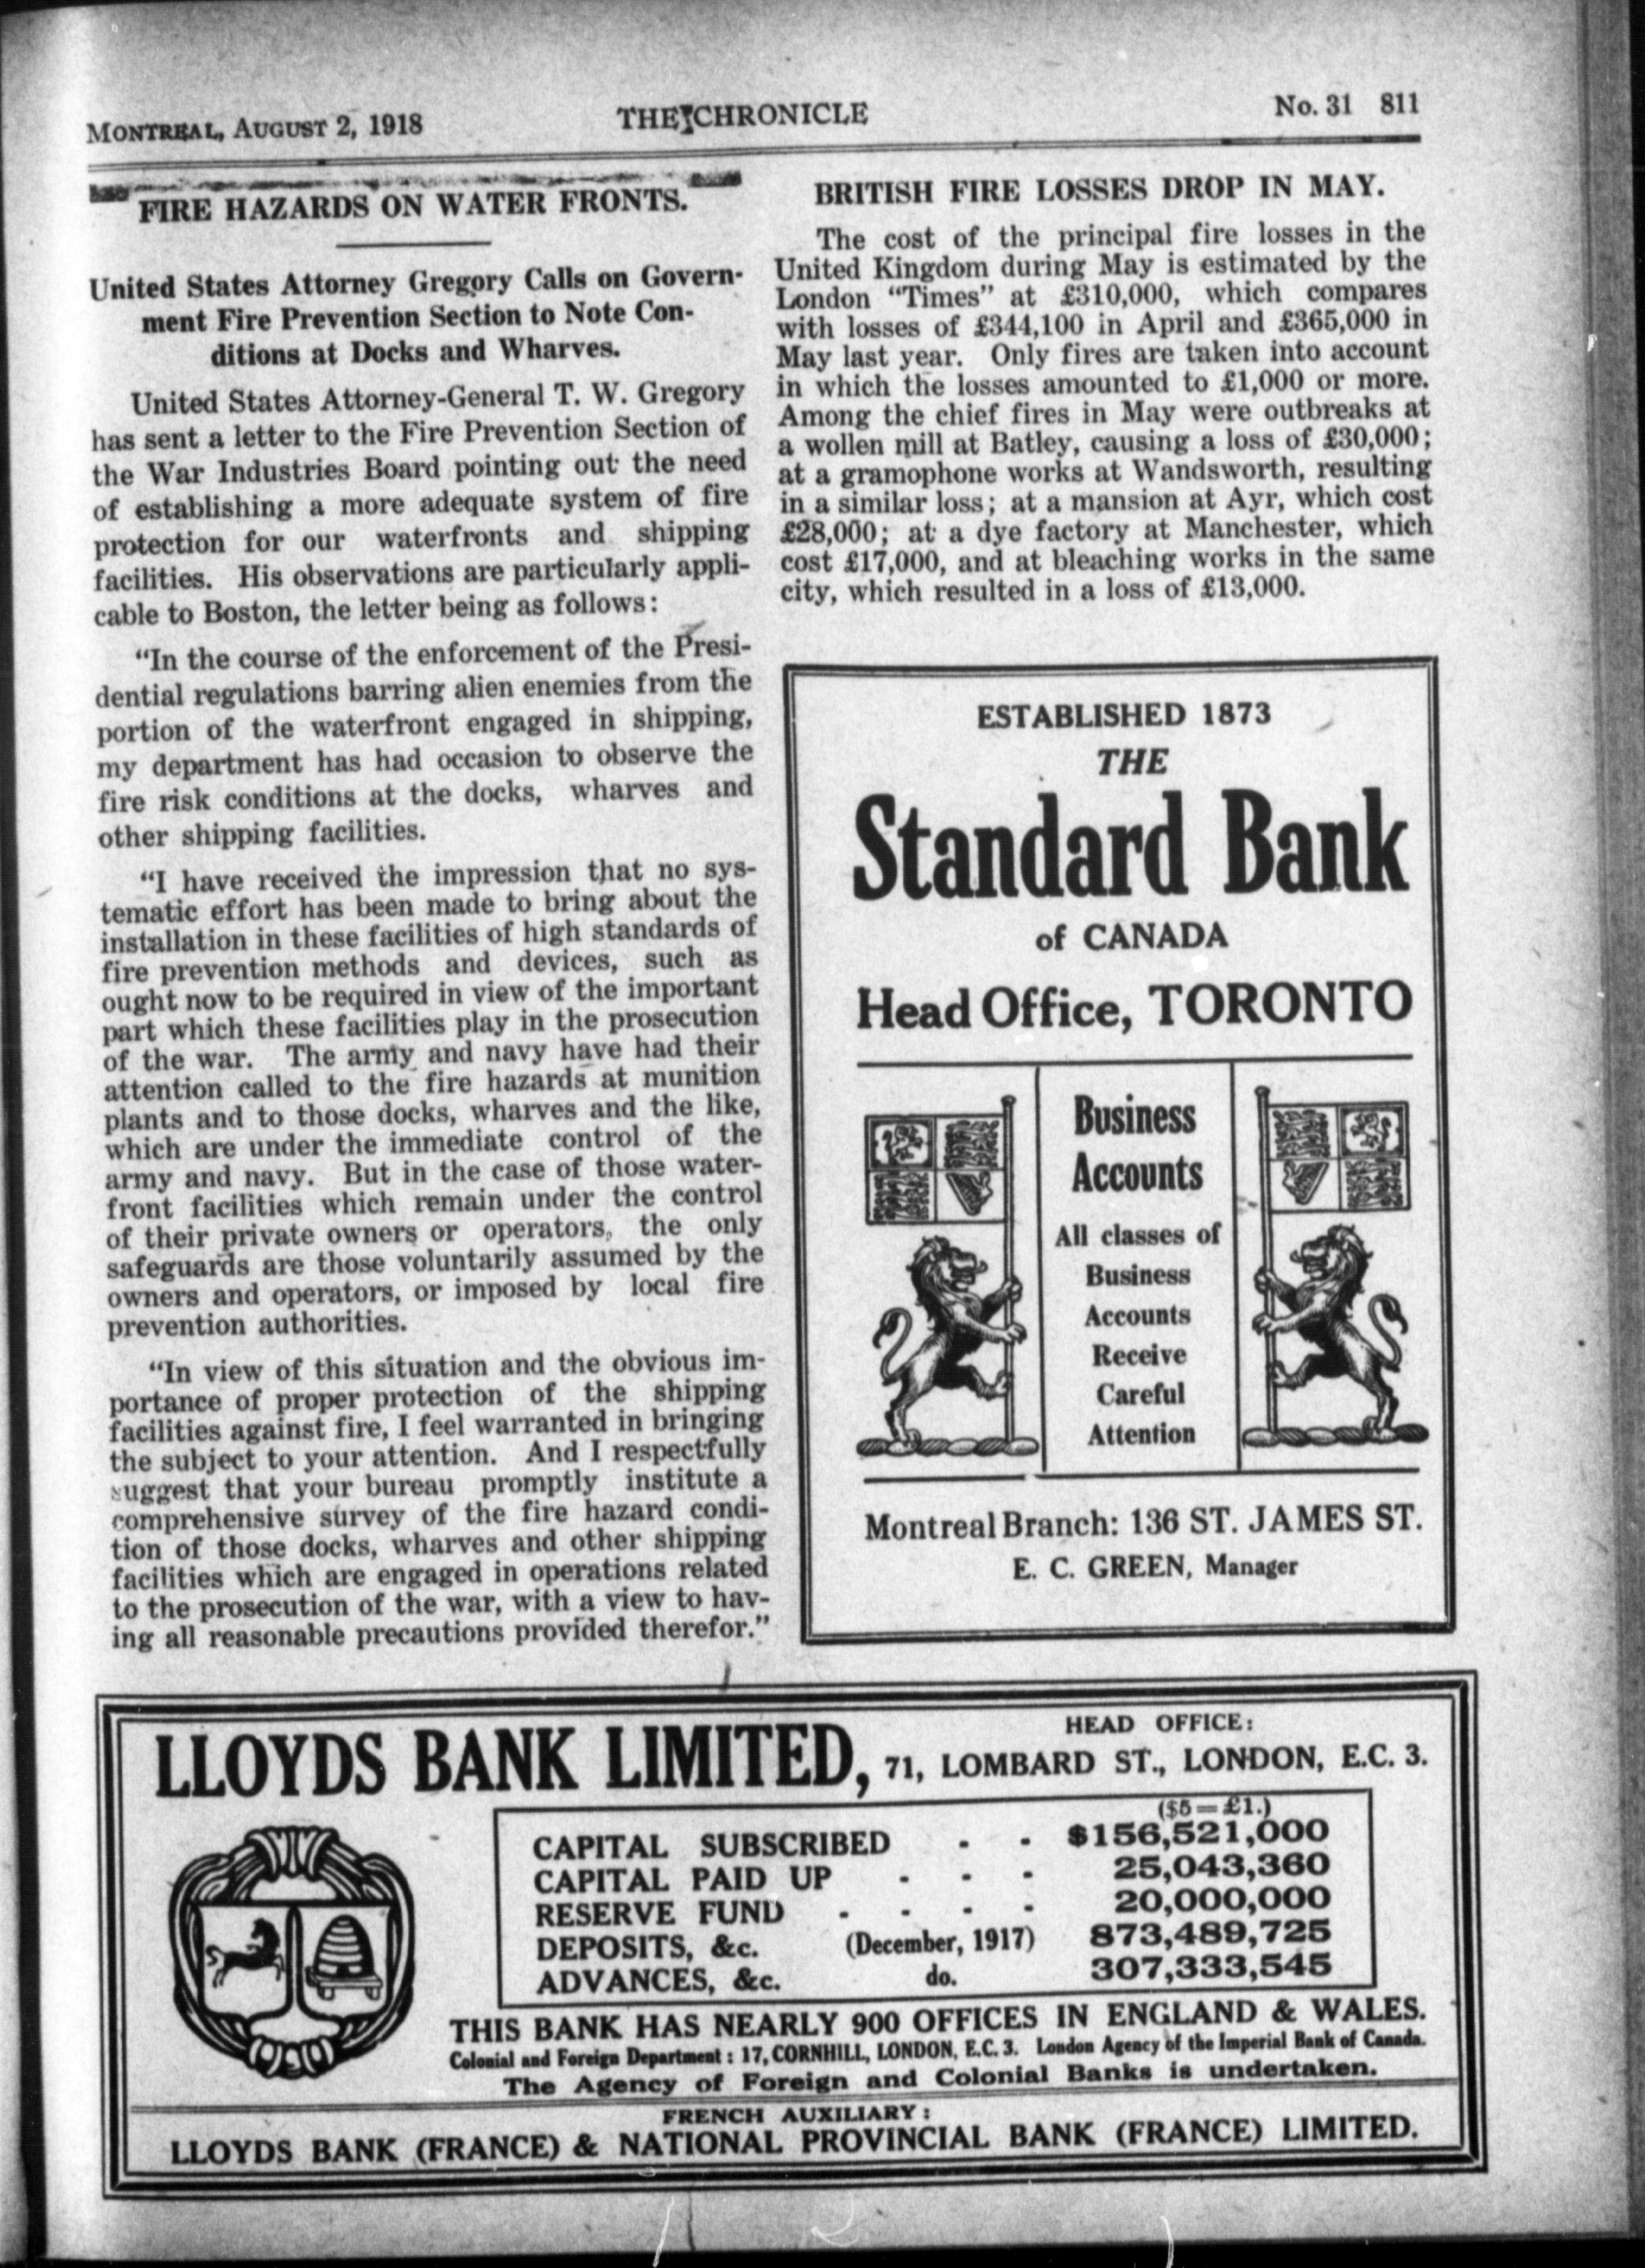 MONTREAL, AUGUST 2, 1918
THE CHRONICLE
No. 31 811
FIRE HAZARDS ON WATER FRONTS.
United States Attorney Gregory Calls on Govern-
ment Fire Prevention Section to Note Con-
ditions at Docks and Wharves.
United States Attorney-General T. W. Gregory
has sent a letter to the Fire Prevention Section of
the War Industries Board pointing out the need
of establishing a more adequate system of fire
protection for our waterfronts and shipping
facilities. His observations are particularly appli-
cable to Boston, the letter being as follows:
“In the course of the enforcement of the Presi-
dential regulations barring alien enemies from the
portion of the waterfront engaged in shipping,
my department has had occasion to observe the
fire risk conditions at the docks, wharves and
other shipping facilities.
“I have received the impression that no sys-
tematic effort has been made to bring about the
installation in these facilities of high standards of
fire prevention methods and devices, such as
ought now to be required in view of the important
part which these facilities play in the prosecution
of the war. The army and navy have had their
attention called to the fire hazards at munition
plants and to those docks, wharves and the like,
which are under the immediate control of the
army and navy. But in the case of those water-
front facilities which remain under the control
of their private owners or operators, the only
safeguards are those voluntarily assumed by the
owners and operators, or imposed by local fire
prevention authorities.
“In view of this situation and the obvious im-
portance of proper protection of the shipping
facilities against fire, I feel warranted in bringing
the subject to your attention. And I respectfully
suggest that your bureau promptly institute a
comprehensive survey of the fire hazard condi-
tion of those docks, wharves and other shipping
facilities which are engaged in operations related
to the prosecution of the war, with a view to hav-
ing all reasonable precautions provided therefor.”
BRITISH FIRE LOSSES DROP IN MAY.
The cost of the principal fire losses in the
United Kingdom during May is estimated by the
London “Times” at £310,000, which compares
with losses of £344,100 in April and £365,000 in
May last year. Only fires are taken into account
in which the losses amounted to £1,000 or more.
Among the chief fires in May were outbreaks at
a wollen mill at Batley, causing a loss of £30,000;
at a gramophone works at Wandsworth, resulting
in a similar loss; at a mansion at Ayr, which cost
£28,000; at a dye factory at Manchester, which
cost £17,000, and at bleaching works in the same
city, which resulted in a loss of £13,000.
ESTABLISHED 1873
THE
Standard Bank
of CANADA
Head Office, TORONTO
Business
Accounts
All classes of
Business
Accounts
Receive
Careful
Attention
Montreal Branch: 136 ST. JAMES ST.
E. C. GREEN, Manager
LLOYDS BANK LIMITED,
HEAD OFFICE:
71, LOMBARD ST., LONDON, E.C. 3.
($5 = £1.)
CAPITAL SUBSCRIBED - - $156,521,000
CAPITAL PAID UP - - - 25,043,360
RESERVE FUND - - - - 20,000,000
DEPOSITS, &c. (December, 1917) 873,489,725
ADVANCES, &c. do. 307,333,545
THIS BANK HAS NEARLY 900 OFFICES IN ENGLAND & WALES.
Colonial and Foreign Department: 17, CORNHILL, LONDON, E.C. 3. London Agency of the Imperial Bank of Canada.
The Agency of Foreign and Colonial Banks is undertaken.
FRENCH AUXILIARY:
LLOYDS BANK (FRANCE) & NATIONAL PROVINCIAL BANK (FRANCE) LIMITED.